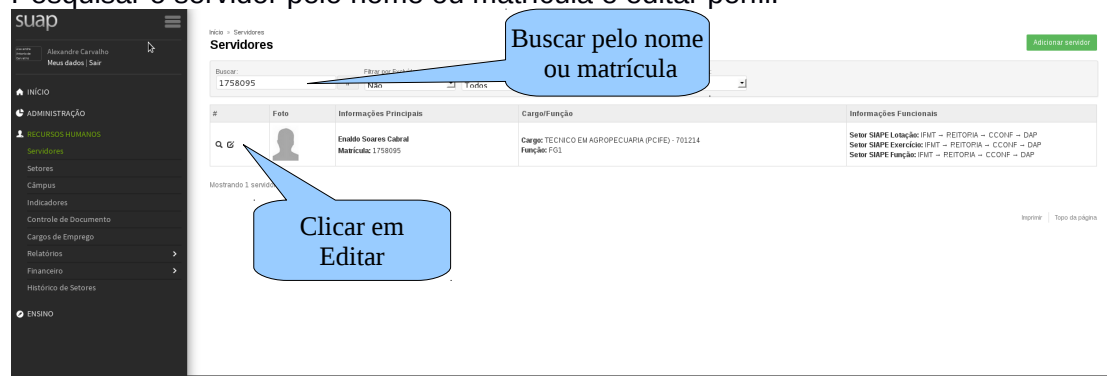 Pesquisar o servidor pelo nome ou matrícula e editar perfil.
suap
Alexandre Carvalho
Meus dados | Sair
INÍCIO
ADMINISTRAÇÃO
RECURSOS HUMANOS
Servidores
Setores
Câmpus
Indicadores
Controle de Documento
Cargos de Emprego
Relatórios
Financeiro
Histórico de Setores
ENSINO
Início > Servidores
Servidores
Adicionar servidor
Buscar:
Filtrar por
1758095
Não
Todos
Buscar pelo nome
ou matrícula
# Foto Informações Principais Cargo/Função Informações Funcionais
Enaldo Soares Cabral
Matrícula: 1758095
Cargo: TECNICO EM AGROPECUARIA (PCIFE) - 701214
Função: FG1
Setor SIAPE Lotação: IFMT → REITORIA → CCONF → DAP
Setor SIAPE Exercício: IFMT → REITORIA → CCONF → DAP
Setor SIAPE Função: IFMT → REITORIA → CCONF → DAP
Mostrando 1
Clicar em
Editar
Imprimir | Topo da página